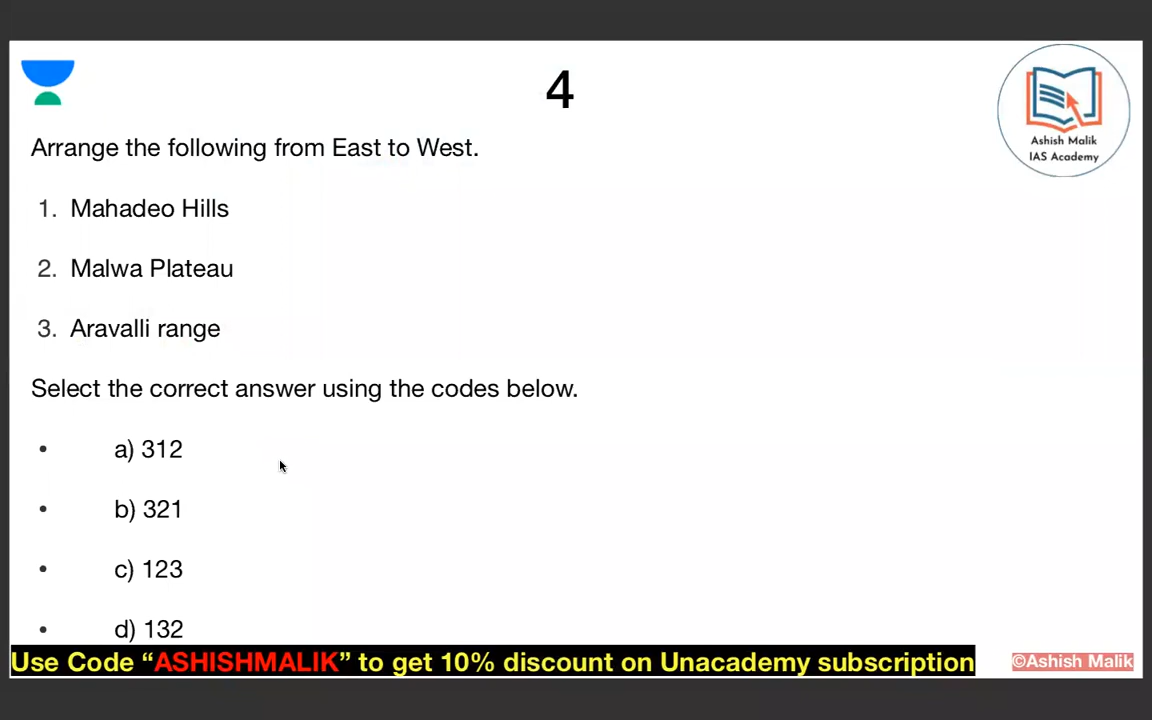 4
Ashish Malik
IAS Academy
Arrange the following from East to West.
1. Mahadeo Hills
2. Malwa Plateau
3. Aravalli range
Select the correct answer using the codes below.
• a) 312
• b) 321
• c) 123
• d) 132
Use Code “ASHISHMALIK” to get 10% discount on Unacademy subscription
©Ashish Malik